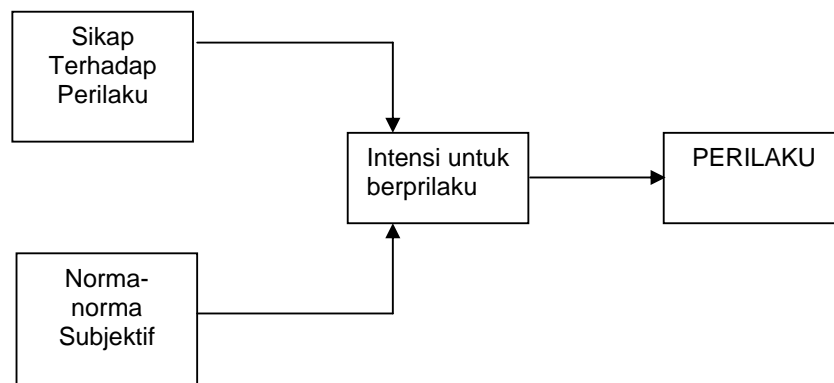 Sikap
Terhadap
Perilaku
Intensi untuk
berprilaku
PERILAKU
Norma-
norma
Subjektif